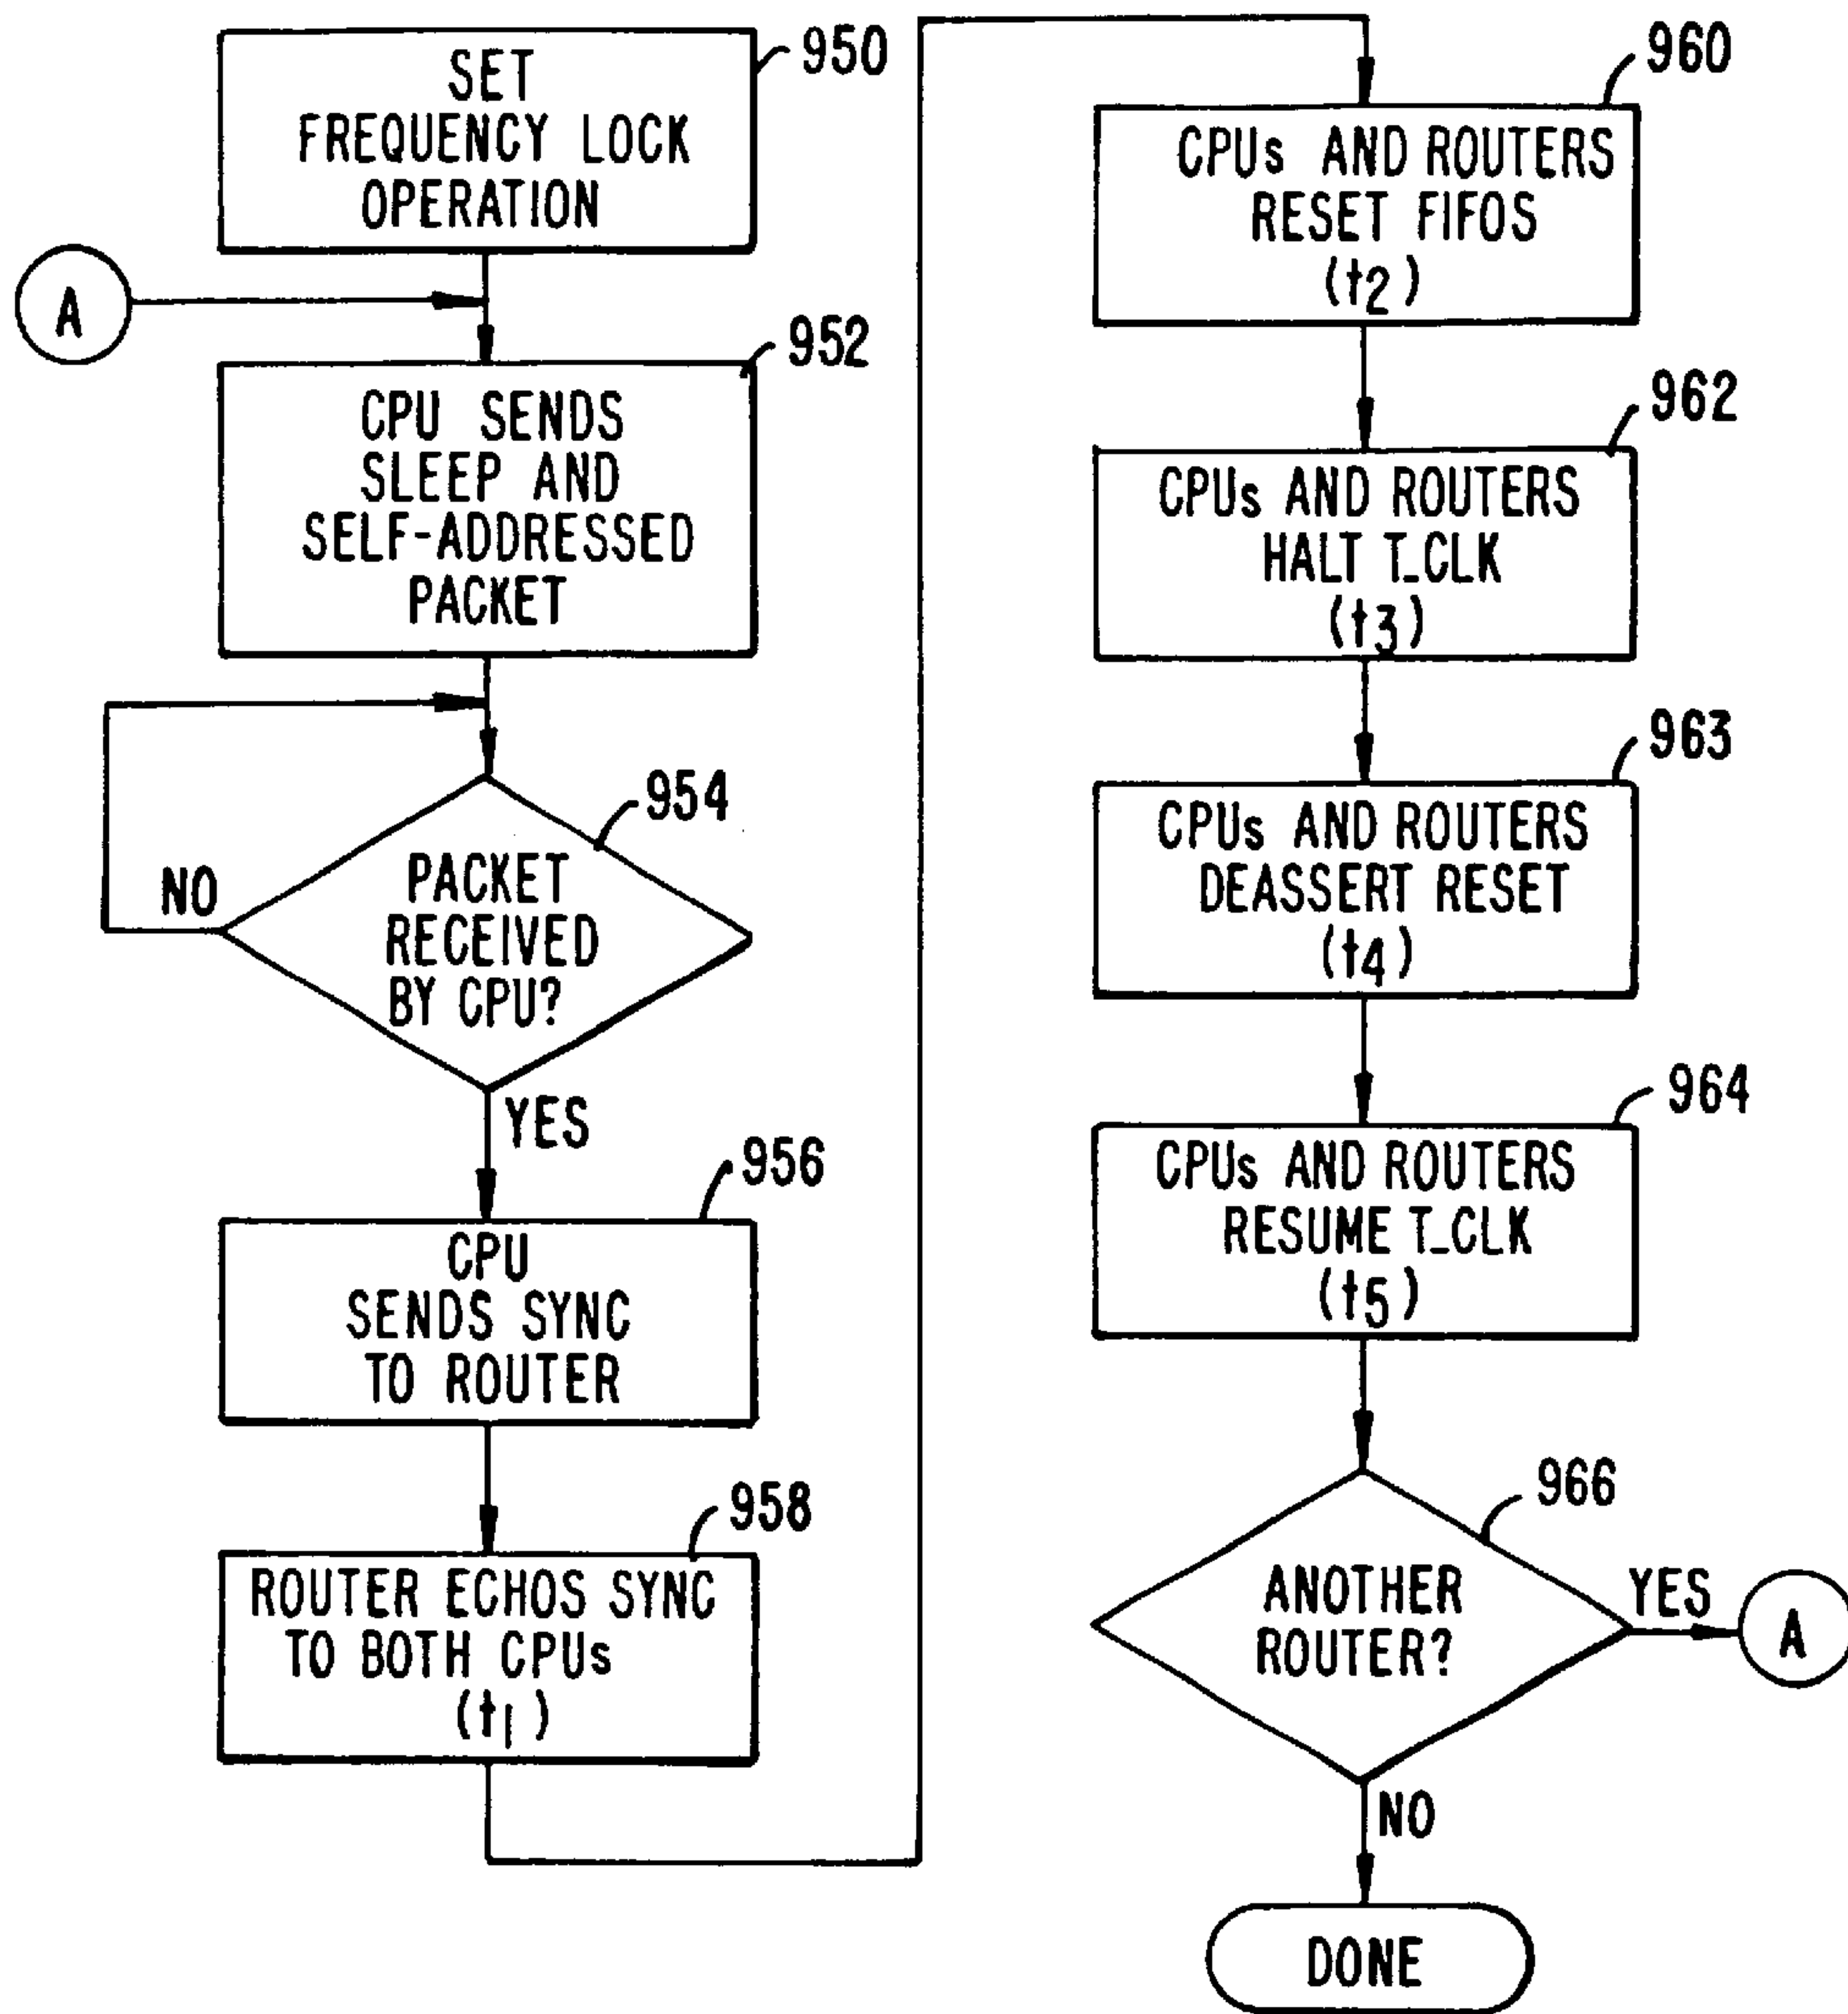 950
SET
FREQUENCY LOCK
OPERATION
A
952
CPU SENDS
SLEEP AND
SELF-ADDRESSED
PACKET
954
PACKET
RECEIVED
BY CPU?
NO
YES
956
CPU
SENDS SYNC
TO ROUTER
958
ROUTER ECHOS SYNC
TO BOTH CPUs
(t1)
960
CPUs AND ROUTERS
RESET FIFOS
(t2)
962
CPUs AND ROUTERS
HALT T_CLK
(t3)
963
CPUs AND ROUTERS
DEASSERT RESET
(t4)
964
CPUs AND ROUTERS
RESUME T_CLK
(t5)
966
ANOTHER
ROUTER?
YES
A
NO
DONE